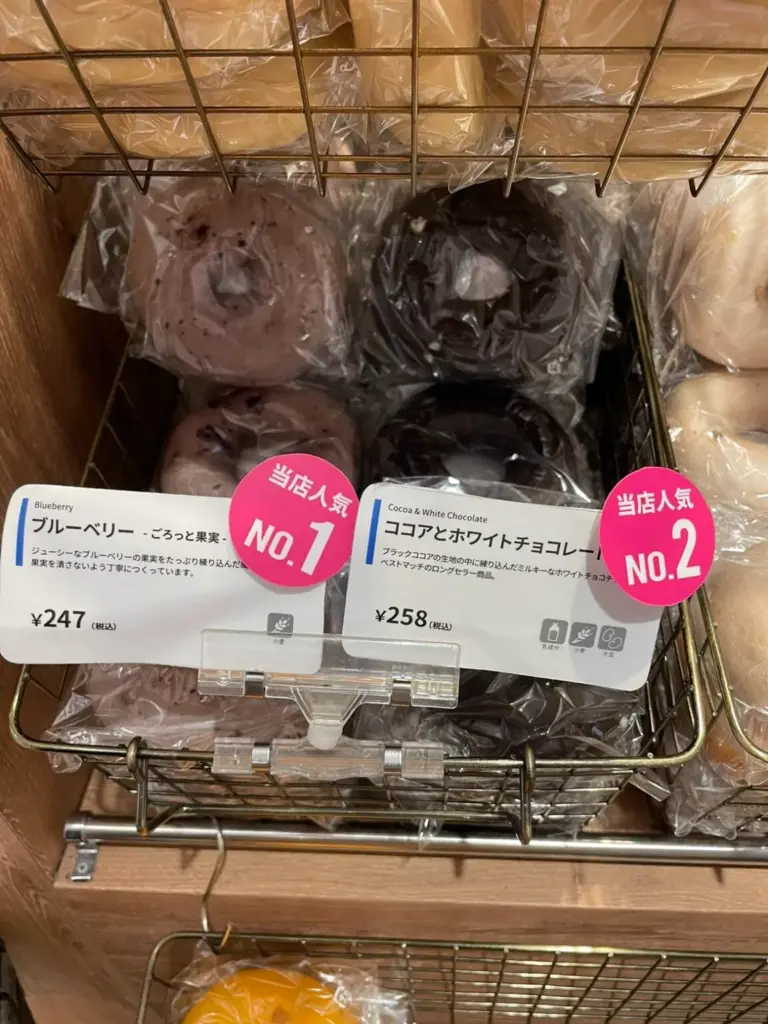 Blueberry
ブルーベリー -ごろっと果実-
ジューシーなブルーベリーの果実をたっぷり練り込んだ
果実を潰さないよう丁寧につくっています。
¥247(税込)
小麦
当店人気
NO.1
Cocoa & White Chocolate
ココアとホワイトチョコレート
ブラックココアの生地の中に練り込んだミルキーなホワイトチョコチ
ベストマッチのロングセラー商品。
¥258(税込)
乳成分 小麦 大豆
当店人気
NO.2